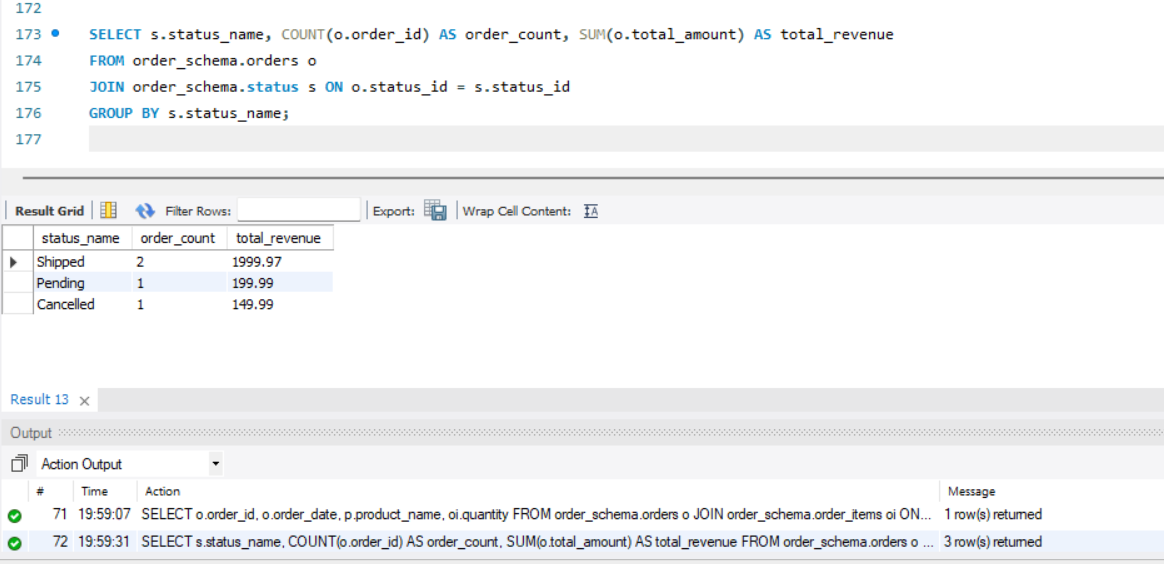 172
173 SELECT s.status_name, COUNT(o.order_id) AS order_count, SUM(o.total_amount) AS total_revenue
174 FROM order_schema.orders o
175 JOIN order_schema.status s ON o.status_id = s.status_id
176 GROUP BY s.status_name;
177
Result Grid Filter Rows: Export: Wrap Cell Content: IA
status_name order_count total_revenue
Shipped 2 1999.97
Pending 1 199.99
Cancelled 1 149.99
Result 13 ×
Output
Action Output
# Time Action Message
71 19:59:07 SELECT o.order_id, o.order_date, p.product_name, oi.quantity FROM order_schema.orders o JOIN order_schema.order_items oi ON... 1 row(s) returned
72 19:59:31 SELECT s.status_name, COUNT(o.order_id) AS order_count, SUM(o.total_amount) AS total_revenue FROM order_schema.orders o ... 3 row(s) returned